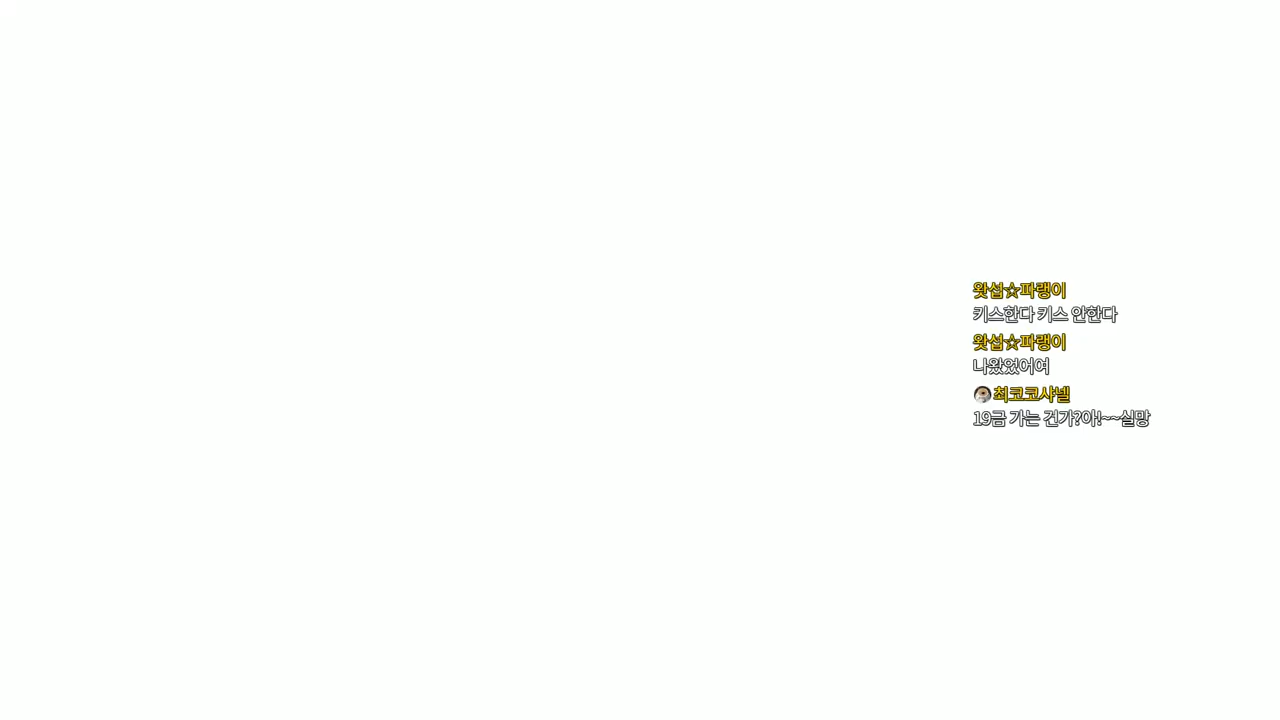 왓섭☆파랭이
키스한다 키스 안한다
왓섭☆파랭이
나왔었어여
최코코샤넬
19금 가는 건가?아!~~실망